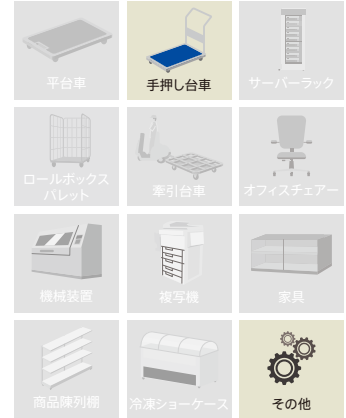 平台車
手押し台車
サーバーラック
ロールボックス
パレット
牽引台車
オフィスチェアー
機械装置
複写機
家具
商品陳列棚
冷凍ショーケース
その他